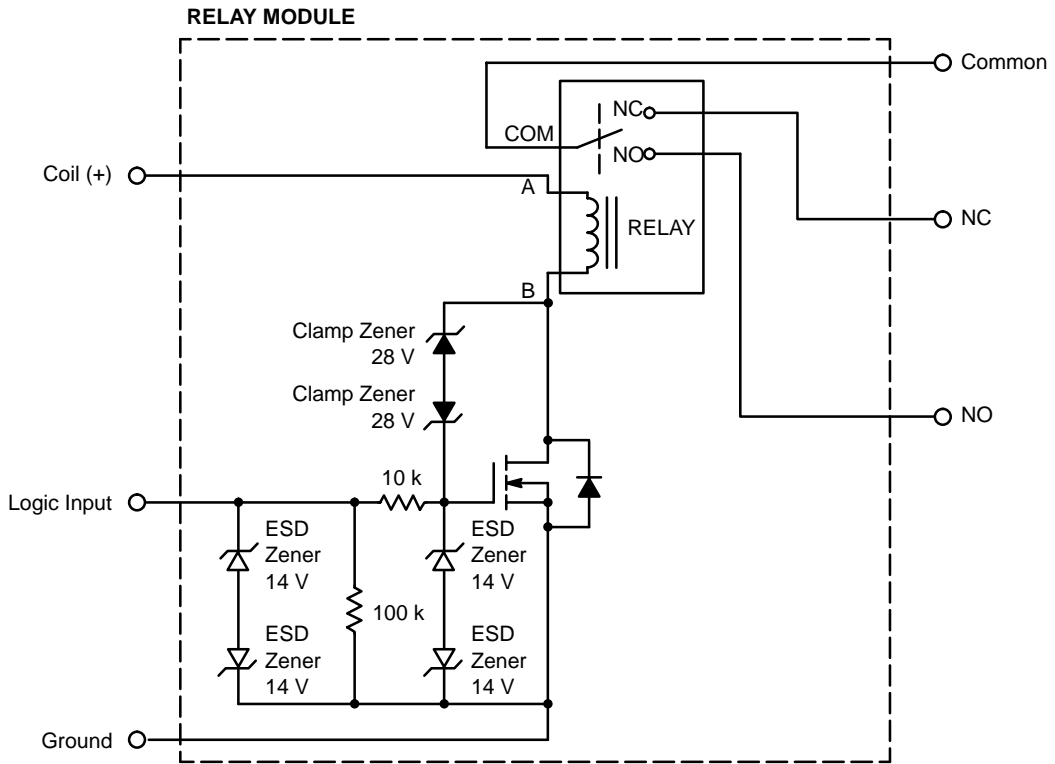 RELAY MODULE
Common
NC
COM
NO
Coil (+)
A
RELAY
NC
B
Clamp Zener
28 V
Clamp Zener
28 V
NO
10 k
Logic Input
ESD
Zener
14 V
ESD
Zener
14 V
100 k
ESD
Zener
14 V
ESD
Zener
14 V
Ground